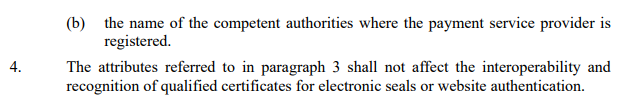 (b) the name of the competent authorities where the payment service provider is
registered.
4. The attributes referred to in paragraph 3 shall not affect the interoperability and
recognition of qualified certificates for electronic seals or website authentication.